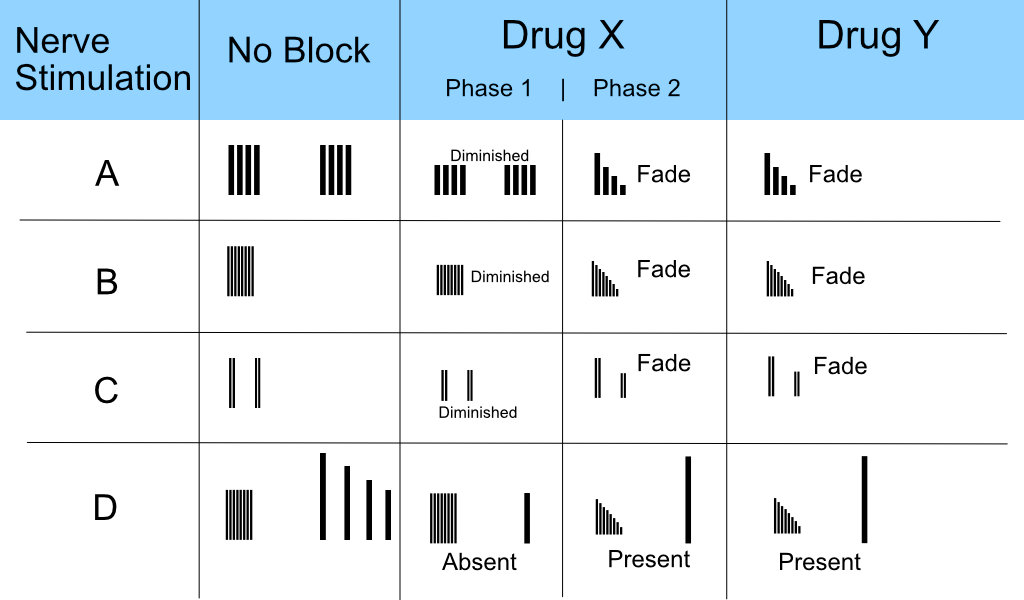 Nerve
Stimulation
No Block
Drug X
Phase 1 | Phase 2
Drug Y
A
Diminished
Fade
Fade
B
Diminished
Fade
Fade
C
Diminished
Fade
Fade
D
Absent
Present
Present